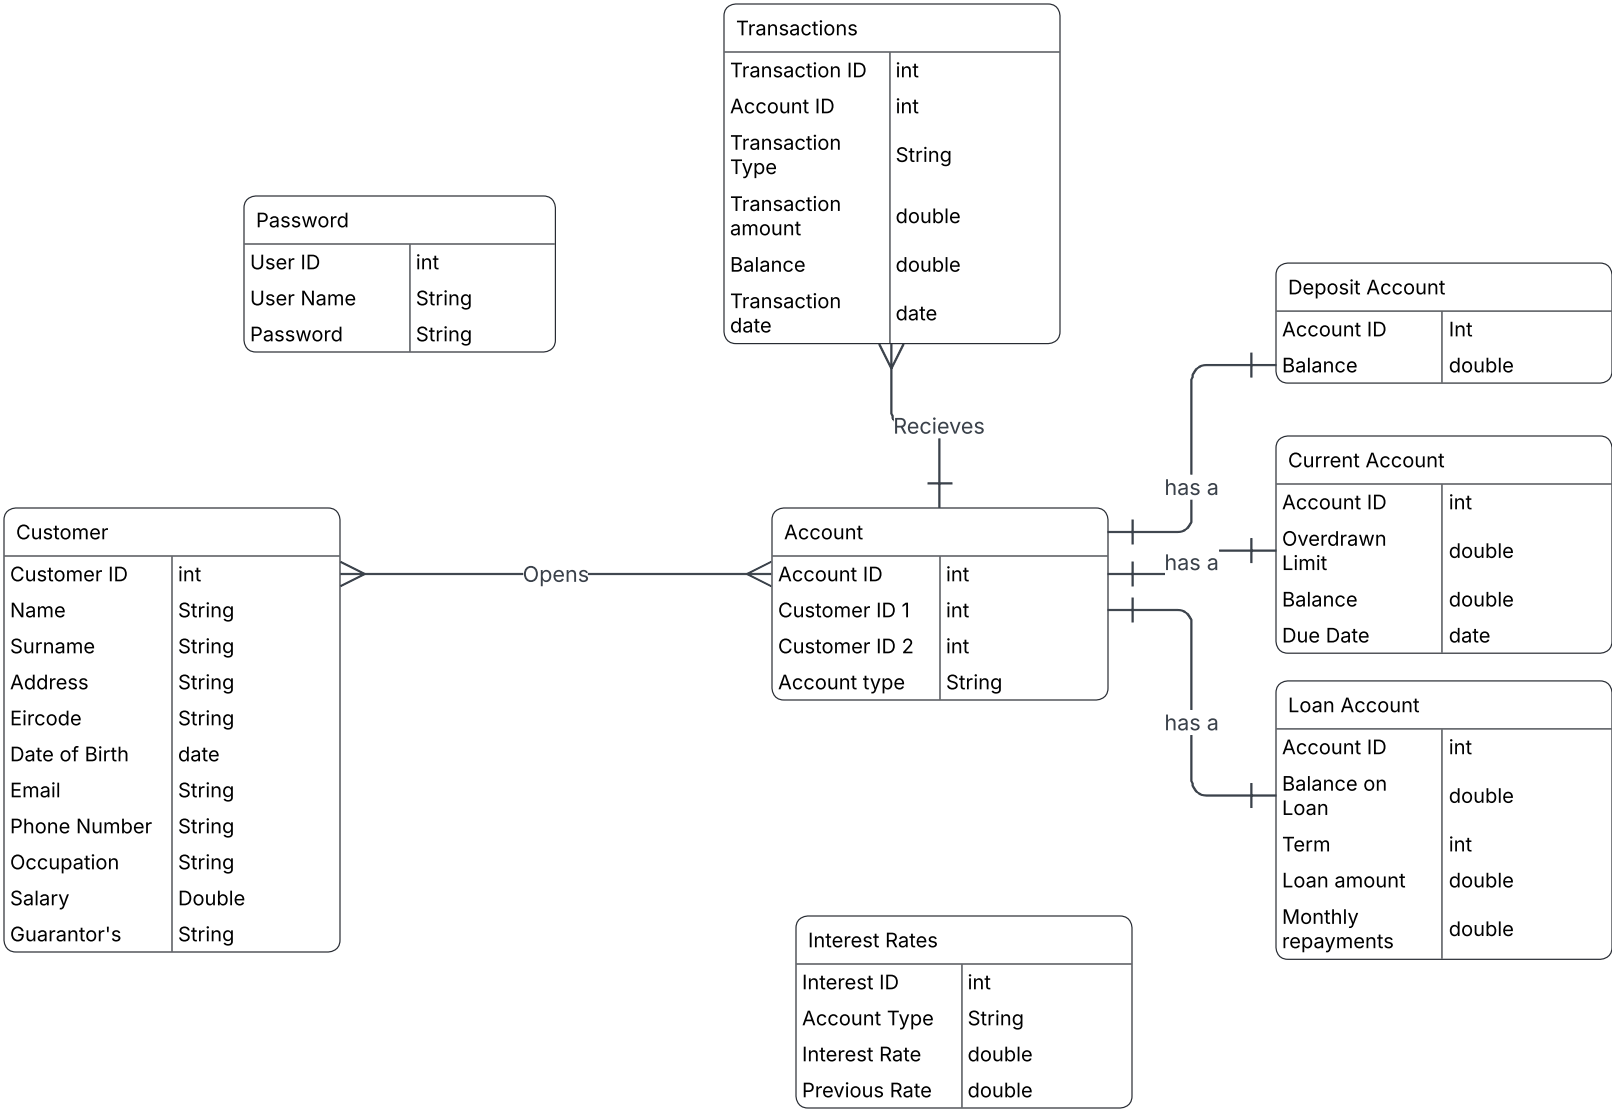 Transactions
Transaction ID int
Account ID int
Transaction
Type
String
Transaction
amount
double
Balance double
Transaction
date
date
Password
User ID int
User Name String
Password String
Deposit Account
Account ID Int
Balance double
Recieves
has a
Current Account
Account ID int
Overdrawn
Limit
double
Balance double
Due Date date
has a
Customer
Customer ID int
Name String
Surname String
Address String
Eircode String
Date of Birth date
Email String
Phone Number String
Occupation String
Salary Double
Guarantor's String
Opens
Account
Account ID int
Customer ID 1 int
Customer ID 2 int
Account type String
has a
Loan Account
Account ID int
Balance on
Loan
double
Term int
Loan amount double
Monthly
repayments
double
Interest Rates
Interest ID int
Account Type String
Interest Rate double
Previous Rate double